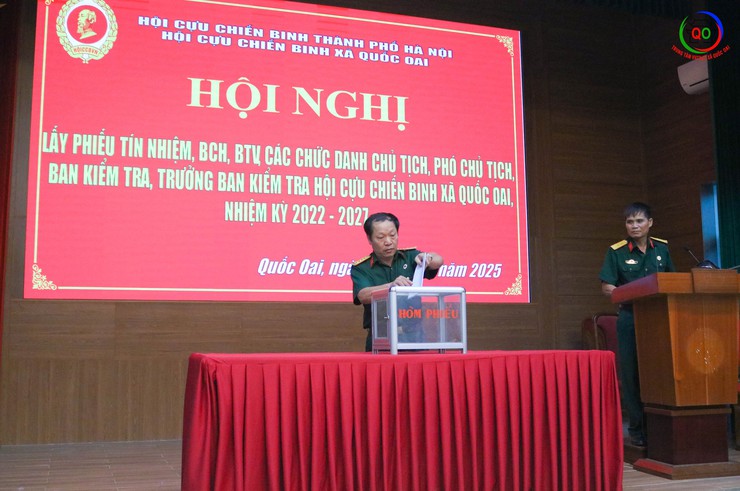 HỘI CỰU CHIẾN BINH THÀNH PHỐ HÀ NỘI
HỘI CỰU CHIẾN BINH XÃ QUỐC OAI
HỘI NGHỊ
LẤY PHIẾU TÍN NHIỆM, BCH, BTV, CÁC CHỨC DANH CHỦ TỊCH, PHÓ CHỦ TỊCH,
BAN KIỂM TRA, TRƯỞNG BAN KIỂM TRA HỘI CỰU CHIẾN BINH XÃ QUỐC OAI,
NHIỆM KỲ 2022 - 2027
Quốc Oai, ngày năm 2025
HÒM PHIẾU
QO